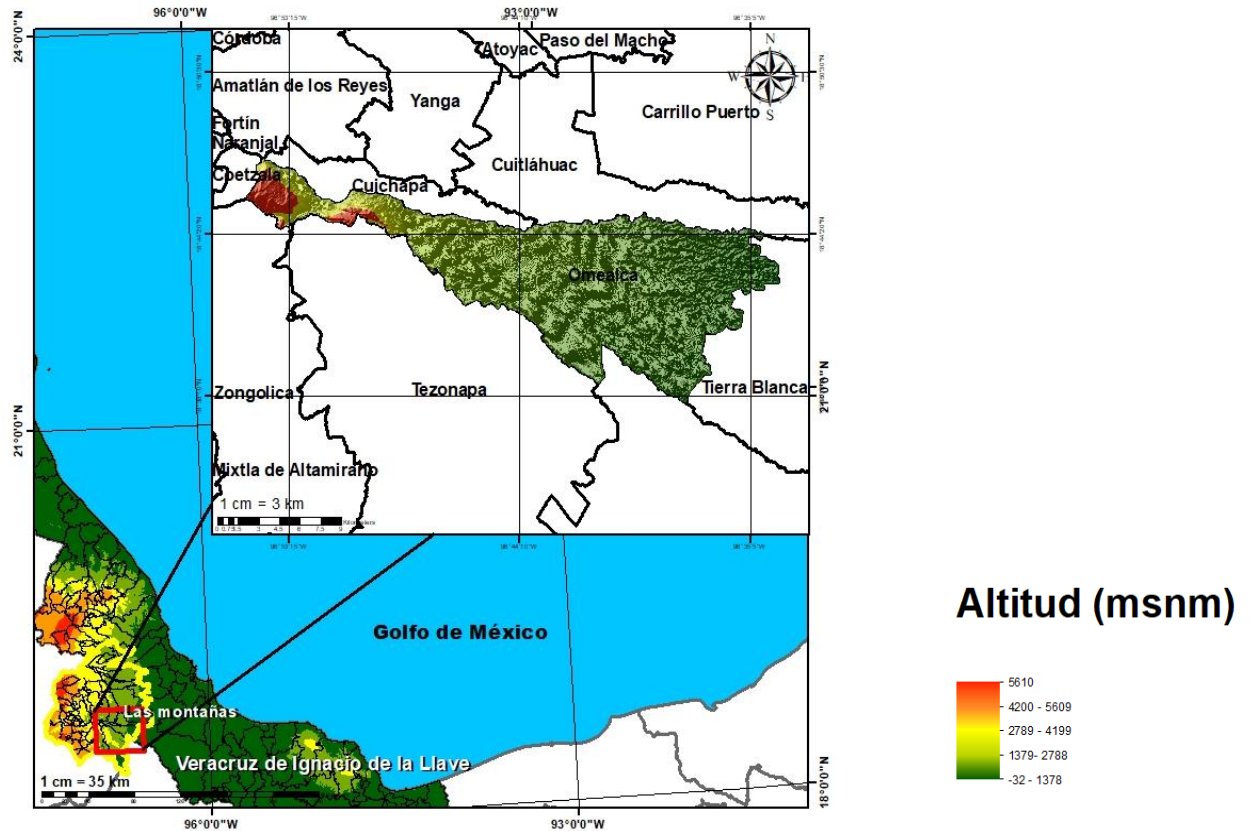 96°0'0"W
93°0'0"W
24°0'0"N
Córdoba
Atoyac
Paso del Macho
N
W
E
S
Amatlán de los Reyes
Yanga
Carrillo Puerto
Fortín
Naranjal
Cuitláhuac
Coetzala
Cuichapa
Omealca
Zongolica
Tezonapa
Tierra Blanca
21°0'0"N
21°0'0"N
Mixtla de Altamirano
1 cm = 3 km
Golfo de México
Altitud (msnm)
5610
4200 - 5609
2789 - 4199
1379- 2788
-32 - 1378
Las montañas
Veracruz de Ignacio de la Llave
1 cm = 35 km
18°0'0"N
96°0'0"W
93°0'0"W